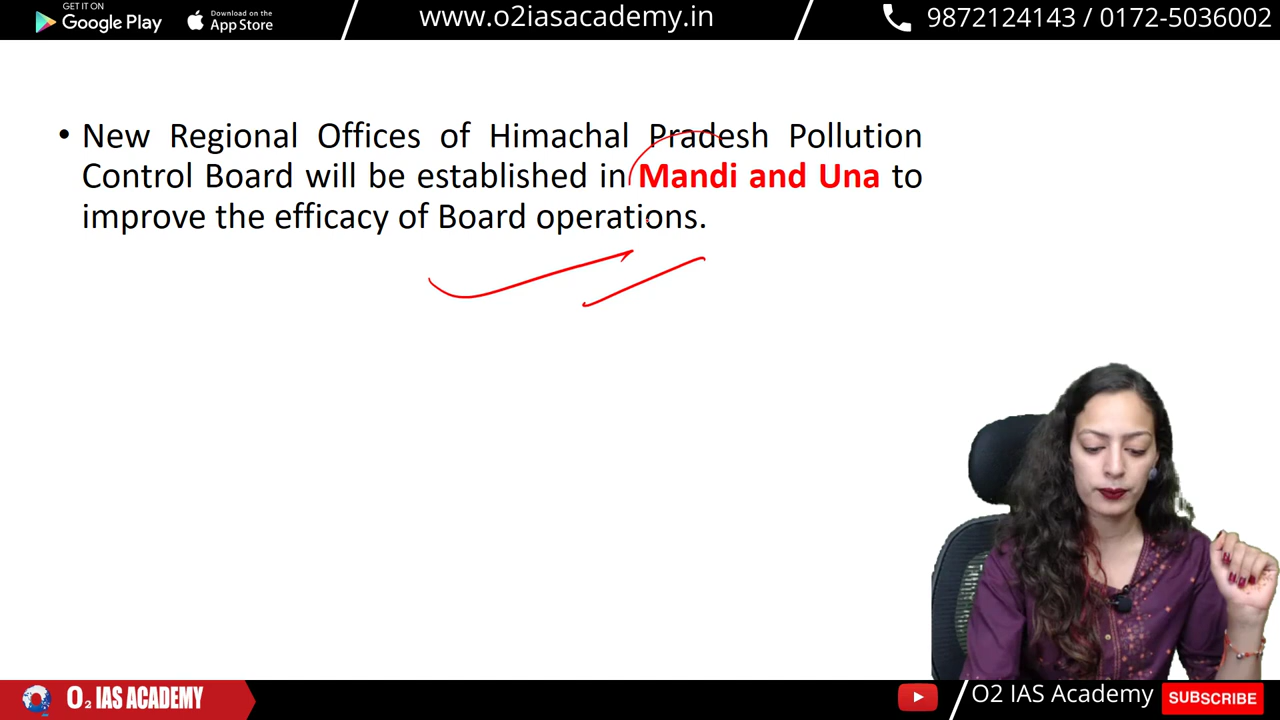 GET IT ON
Google Play
Download on the
App Store
www.o2iasacademy.in
9872124143 / 0172-5036002
• New Regional Offices of Himachal Pradesh Pollution
Control Board will be established in Mandi and Una to
improve the efficacy of Board operations.
O2 IAS ACADEMY
O2 IAS Academy
SUBSCRIBE